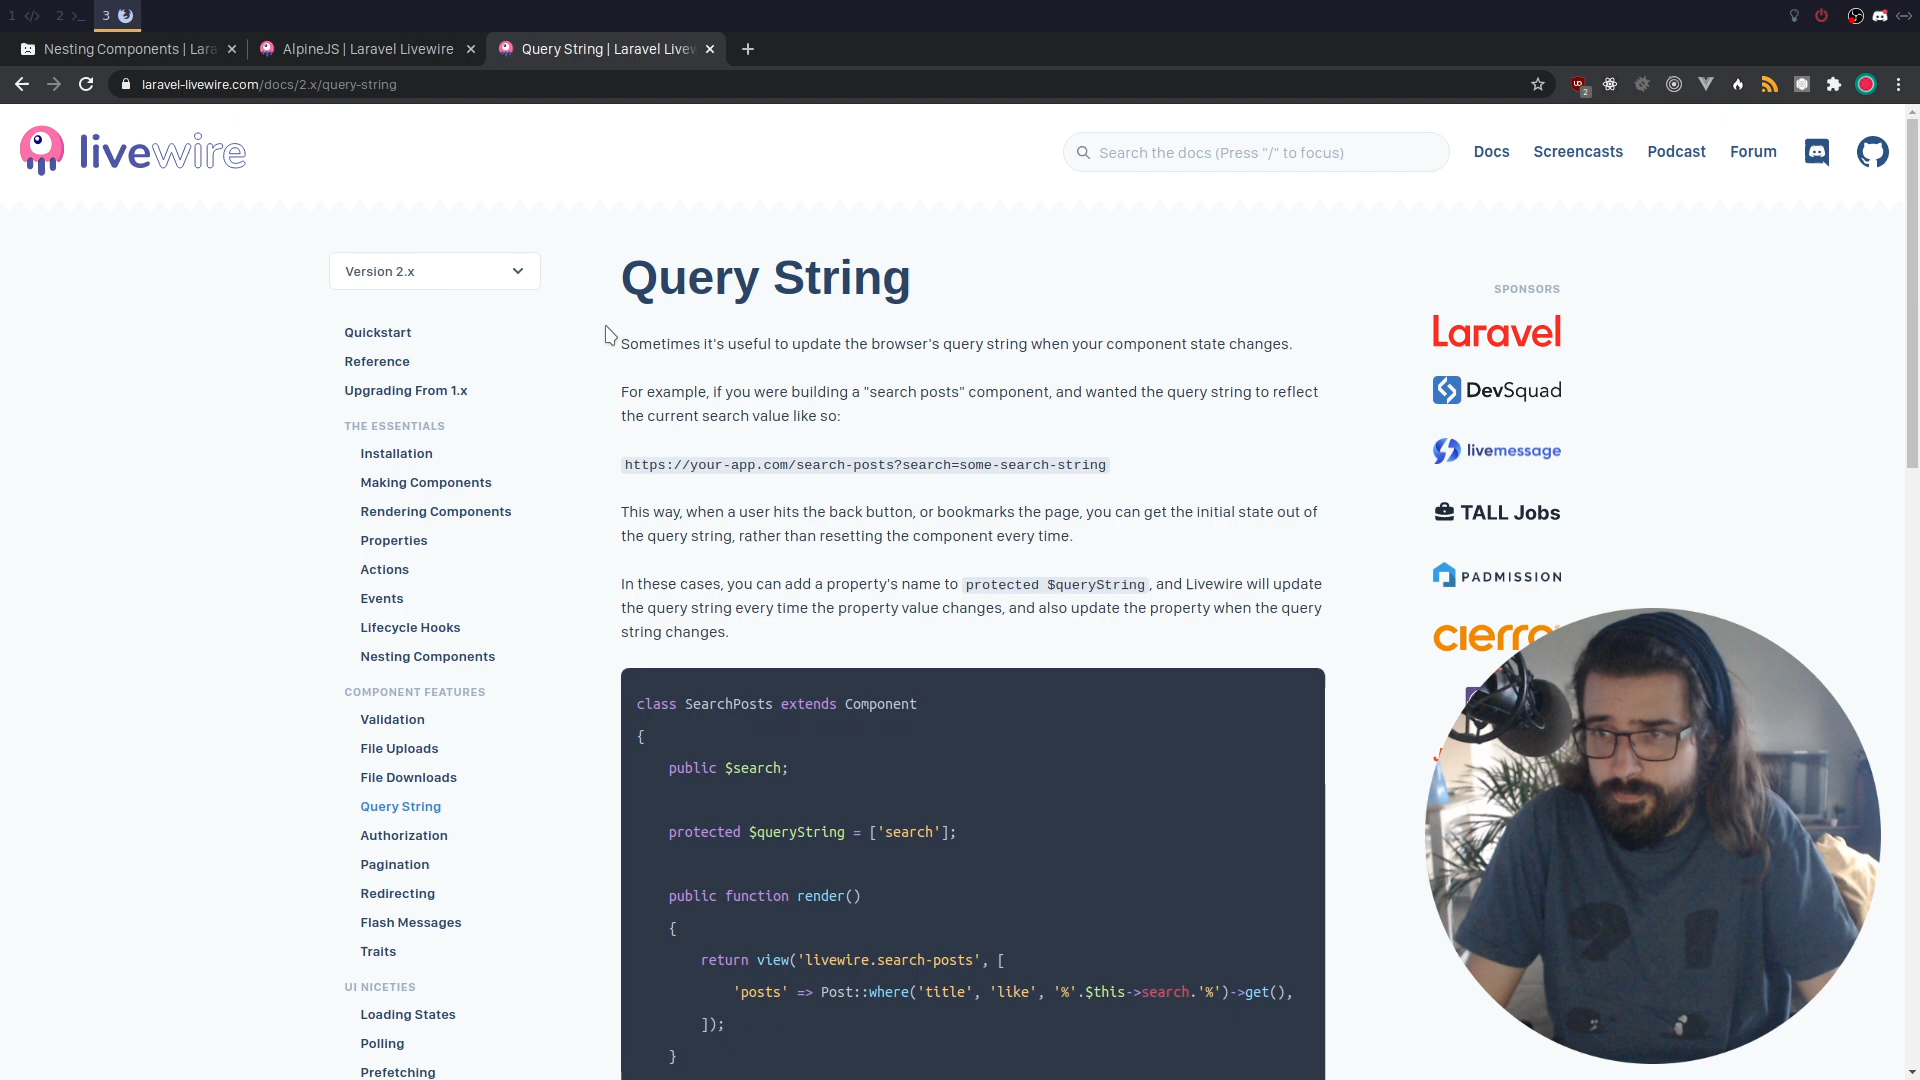 1 2 3
Nesting Components | Lara
AlpineJS | Laravel Livewire
Query String | Laravel Livew
laravel-livewire.com/docs/2.x/query-string
2
livewire
Search the docs (Press "/" to focus)
Docs
Screencasts
Podcast
Forum
Version 2.x
Quickstart
Reference
Upgrading From 1.x
THE ESSENTIALS
Installation
Making Components
Rendering Components
Properties
Actions
Events
Lifecycle Hooks
Nesting Components
COMPONENT FEATURES
Validation
File Uploads
File Downloads
Query String
Authorization
Pagination
Redirecting
Flash Messages
Traits
UI NICETIES
Loading States
Polling
Prefetching
Query String
Sometimes it's useful to update the browser's query string when your component state changes.
For example, if you were building a "search posts" component, and wanted the query string to reflect
the current search value like so:
https://your-app.com/search-posts?search=some-search-string
This way, when a user hits the back button, or bookmarks the page, you can get the initial state out of
the query string, rather than resetting the component every time.
In these cases, you can add a property's name to protected $queryString, and Livewire will update
the query string every time the property value changes, and also update the property when the query
string changes.
class SearchPosts extends Component
{
public $search;
protected $queryString = ['search'];
public function render()
{
return view('livewire.search-posts', [
'posts' => Post::where('title', 'like', '%'.$this->search.'%')->get(),
]);
}
SPONSORS
Laravel
DevSquad
livemessage
TALL Jobs
PADMISSION